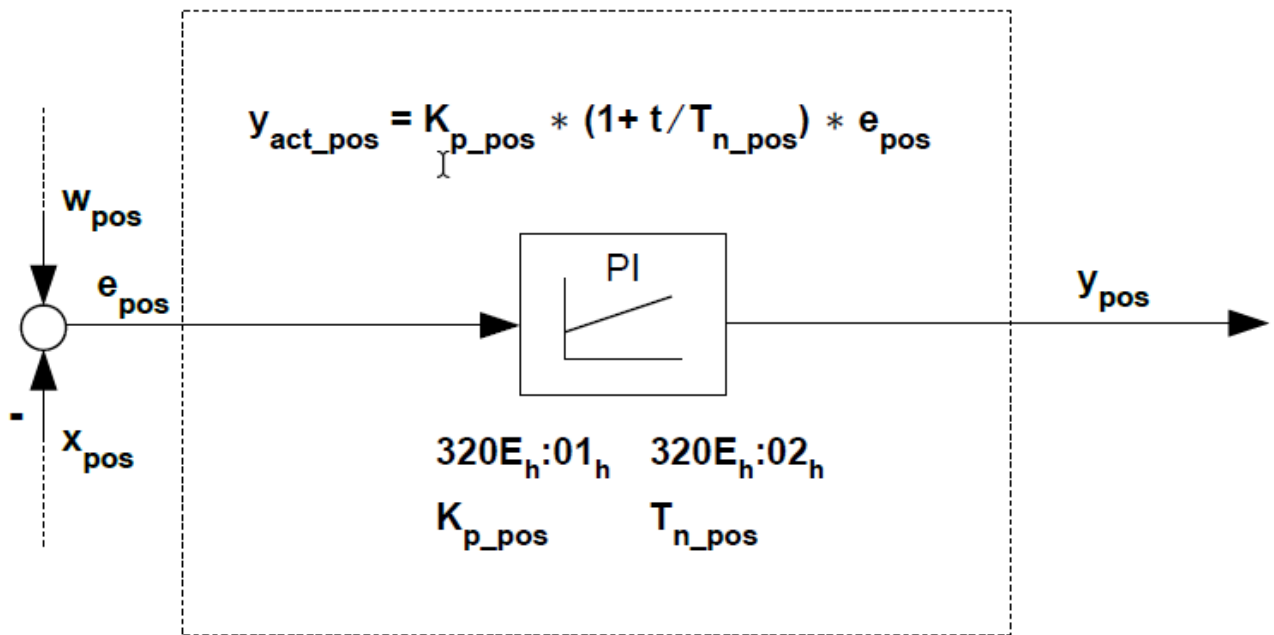 y_act_pos = K_p_pos * (1+ t / T_n_pos) * e_pos
w_pos
e_pos
PI
y_pos
-
x_pos
320E_h:01_h 320E_h:02_h
K_p_pos T_n_pos